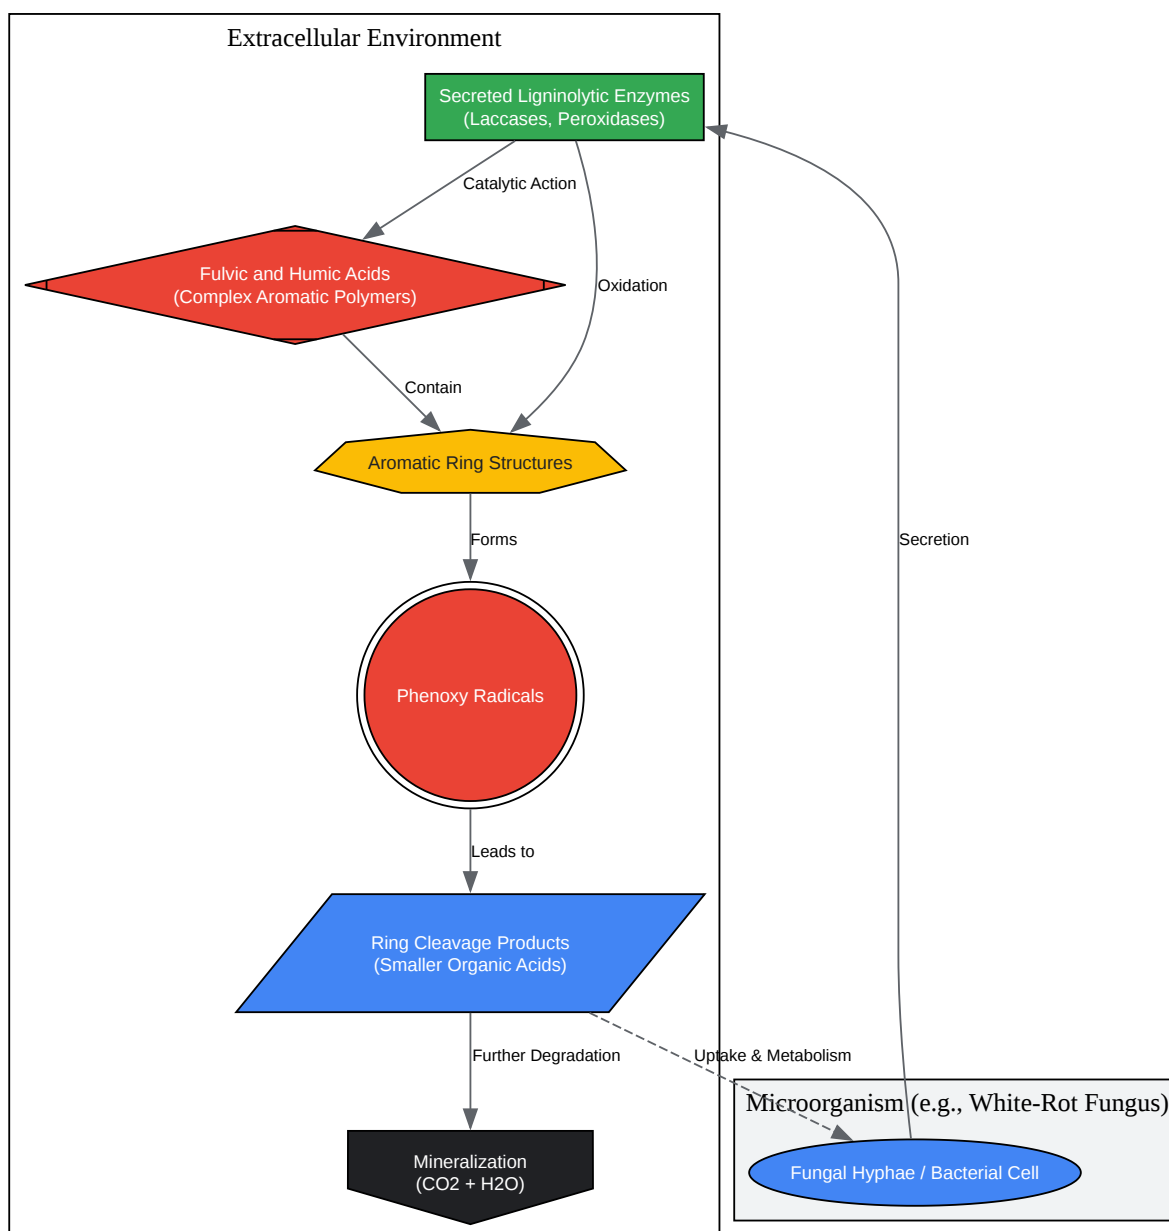 Extracellular Environment
Secreted Ligninolytic Enzymes
(Laccases, Peroxidases)
Catalytic Action
Fulvic and Humic Acids
(Complex Aromatic Polymers)
Oxidation
Contain
Aromatic Ring Structures
Forms
Secretion
Phenoxy Radicals
Leads to
Ring Cleavage Products
(Smaller Organic Acids)
Further Degradation
Uptake & Metabolism
Microorganism (e.g., White-Rot Fungus)
Mineralization
(CO2 + H2O)
Fungal Hyphae / Bacterial Cell